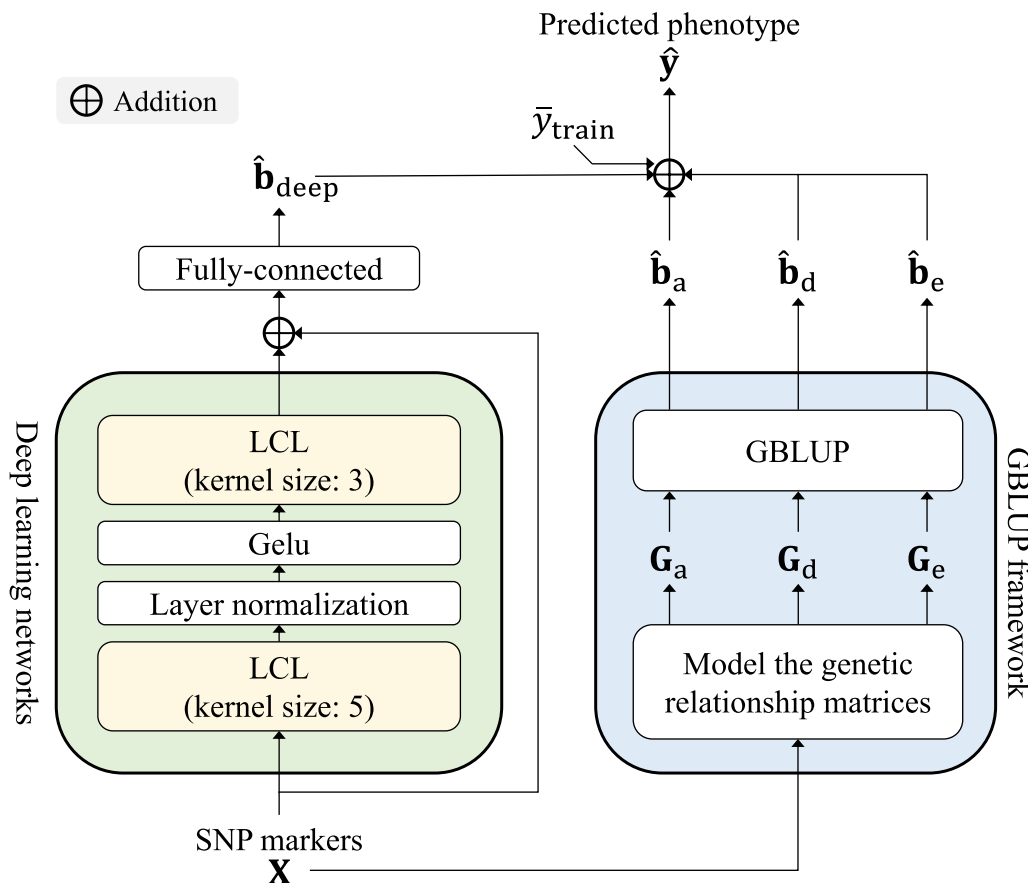 Predicted phenotype
ŷ
⊕ Addition
ȳtrain
b̂deep
Fully-connected
b̂a
b̂d
b̂e
Deep learning networks
LCL
(kernel size: 3)
Gelu
Layer normalization
LCL
(kernel size: 5)
GBLUP framework
GBLUP
Ga
Gd
Ge
Model the genetic
relationship matrices
SNP markers
X